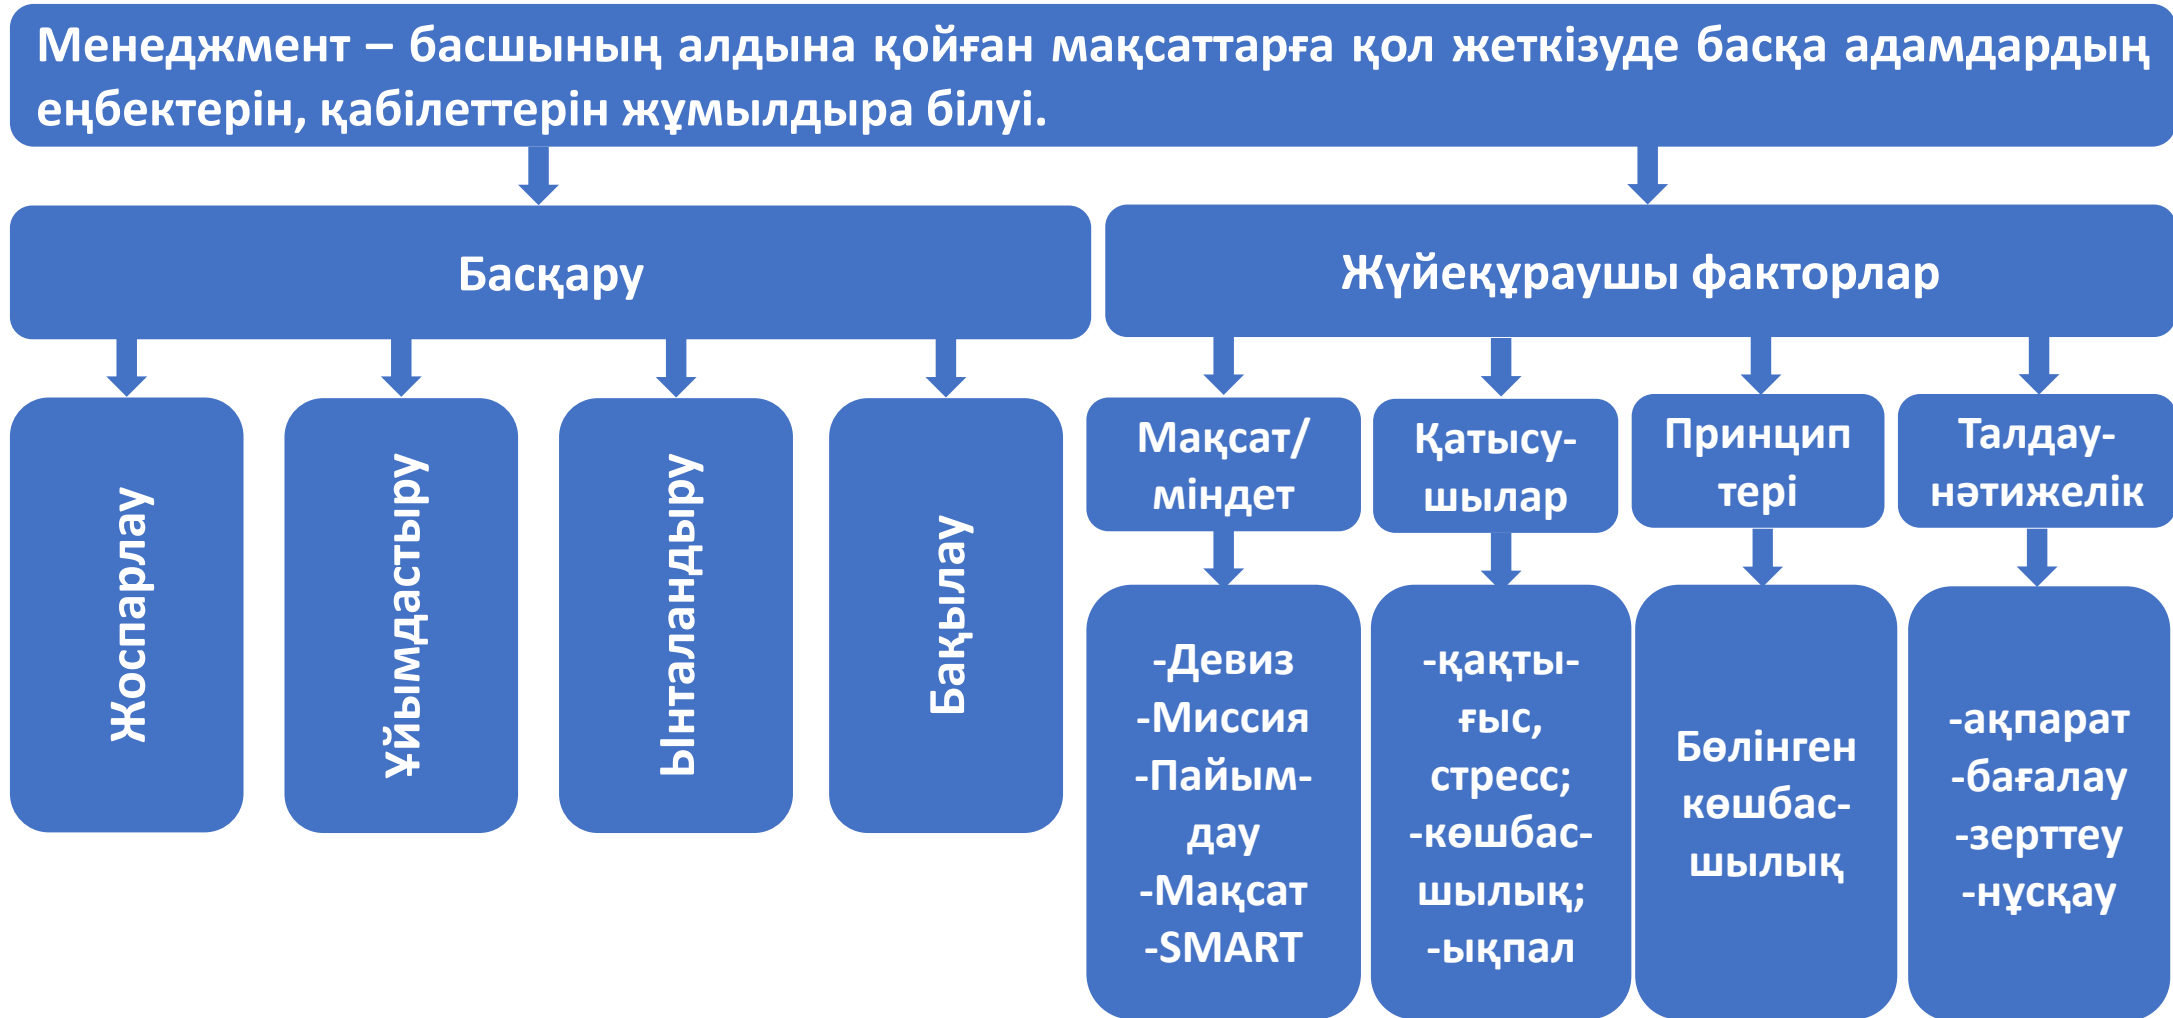 Менеджмент – басшының алдына қойған мақсаттарға қол жеткізуде басқа адамдардың
еңбектерін, қабілеттерін жұмылдыра білуі.
Басқару
Жүйеқұраушы факторлар
Жоспарлау
Ұйымдастыру
Ынталандыру
Бақылау
Мақсат/
міндет
Қатысу-
шылар
Принцип
тері
Талдау-
нәтижелік
-Девиз
-Миссия
-Пайым-
дау
-Мақсат
-SMART
-қақты-
ғыс,
стресс;
-көшбас-
шылық;
-ықпал
Бөлінген
көшбас-
шылық
-ақпарат
-бағалау
-зерттеу
-нұсқау